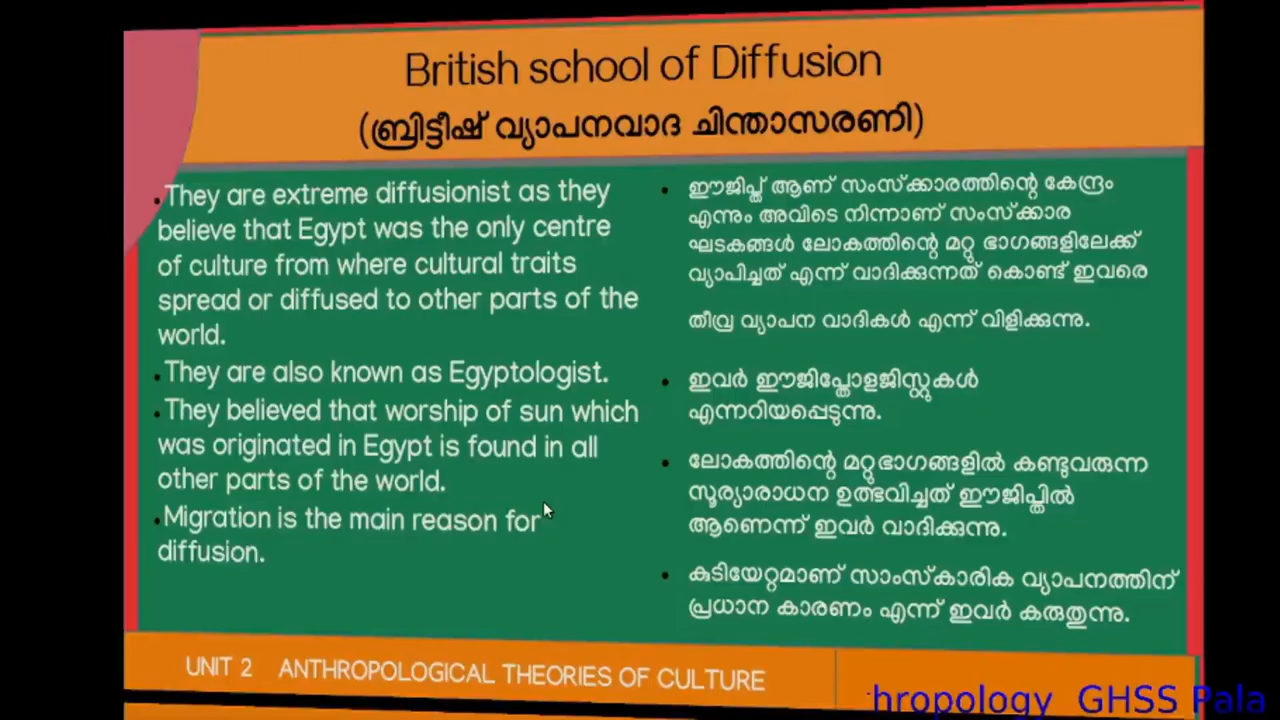 British school of Diffusion
(ബ്രിട്ടീഷ് വ്യാപനവാദ ചിന്താസരണി)
•They are extreme diffusionist as they
believe that Egypt was the only centre
of culture from where cultural traits
spread or diffused to other parts of the
world.
•They are also known as Egyptologist.
•They believed that worship of sun which
was originated in Egypt is found in all
other parts of the world.
•Migration is the main reason for
diffusion.
• ഈജിപ്ത് ആണ് സംസ്ക്കാരത്തിന്റെ കേന്ദ്രം
എന്നും അവിടെ നിന്നാണ് സംസ്ക്കാര
ഘടകങ്ങൾ ലോകത്തിന്റെ മറ്റു ഭാഗങ്ങളിലേക്ക്
വ്യാപിച്ചത് എന്ന് വാദിക്കുന്നത് കൊണ്ട് ഇവരെ
തീവ്ര വ്യാപന വാദികൾ എന്ന് വിളിക്കുന്നു.
• ഇവർ ഈജിപ്തോളജിസ്റ്റുകൾ
എന്നറിയപ്പെടുന്നു.
• ലോകത്തിന്റെ മറ്റുഭാഗങ്ങളിൽ കണ്ടുവരുന്ന
സൂര്യാരാധന ഉത്ഭവിച്ചത് ഈജിപ്തിൽ
ആണെന്ന് ഇവർ വാദിക്കുന്നു.
• കുടിയേറ്റമാണ് സാംസ്കാരിക വ്യാപനത്തിന്
പ്രധാന കാരണം എന്ന് ഇവർ കരുതുന്നു.
UNIT 2 ANTHROPOLOGICAL THEORIES OF CULTURE
hropology GHSS Pala